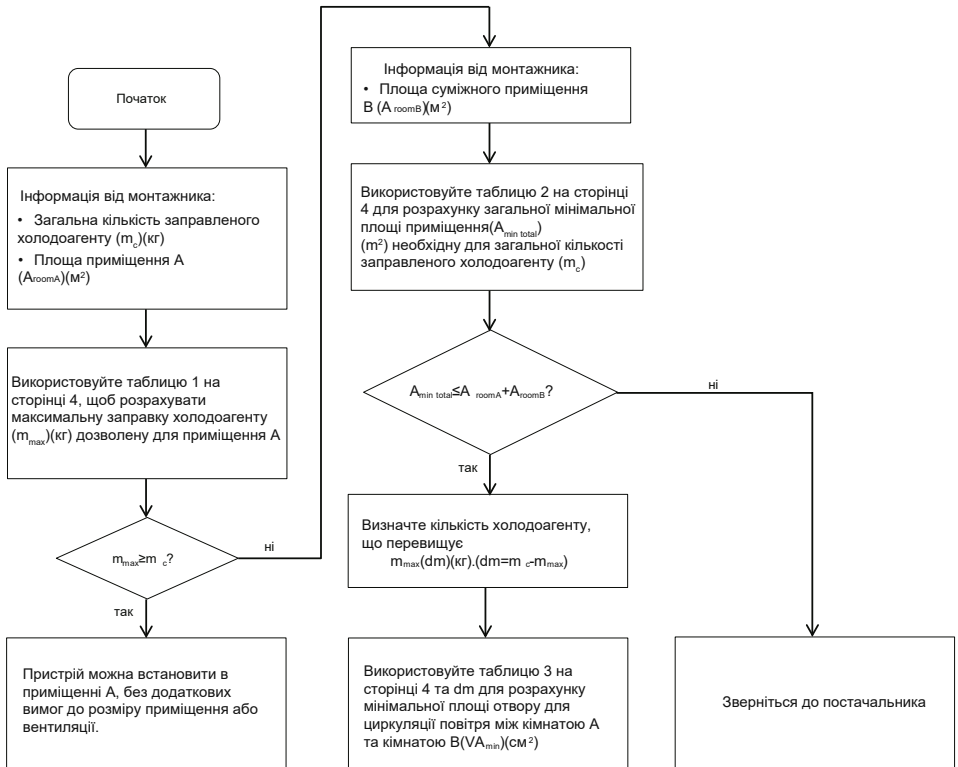 Початок
Інформація від монтажника:
• Загальна кількість заправленого
холодоагенту (mc)(кг)
• Площа приміщення А
(AroomA)(м²)
Використовуйте таблицю 1 на
сторінці 4, щоб розрахувати
максимальну заправку холодоагенту
(mmax)(кг) дозволену для приміщення А
mmax≥m c?
ні
так
Пристрій можна встановити в
приміщенні А, без додаткових
вимог до розміру приміщення або
вентиляції.
Інформація від монтажника:
• Площа суміжного приміщення
В (A roomB)(м²)
Використовуйте таблицю 2 на сторінці
4 для розрахунку загальної мінімальної
площі приміщення(Amin total)
(m²) необхідну для загальної кількості
заправленого холодоагенту (mc)
Amin total≤A roomA+AroomB?
ні
так
Визначте кількість холодоагенту,
що перевищує
mmax(dm)(кг).(dm=m c-mmax)
Використовуйте таблицю 3 на
сторінці 4 та dm для розрахунку
мінімальної площі отвору для
циркуляції повітря між кімнатою А
та кімнатою В(VAmin)(см²)
Зверніться до постачальника